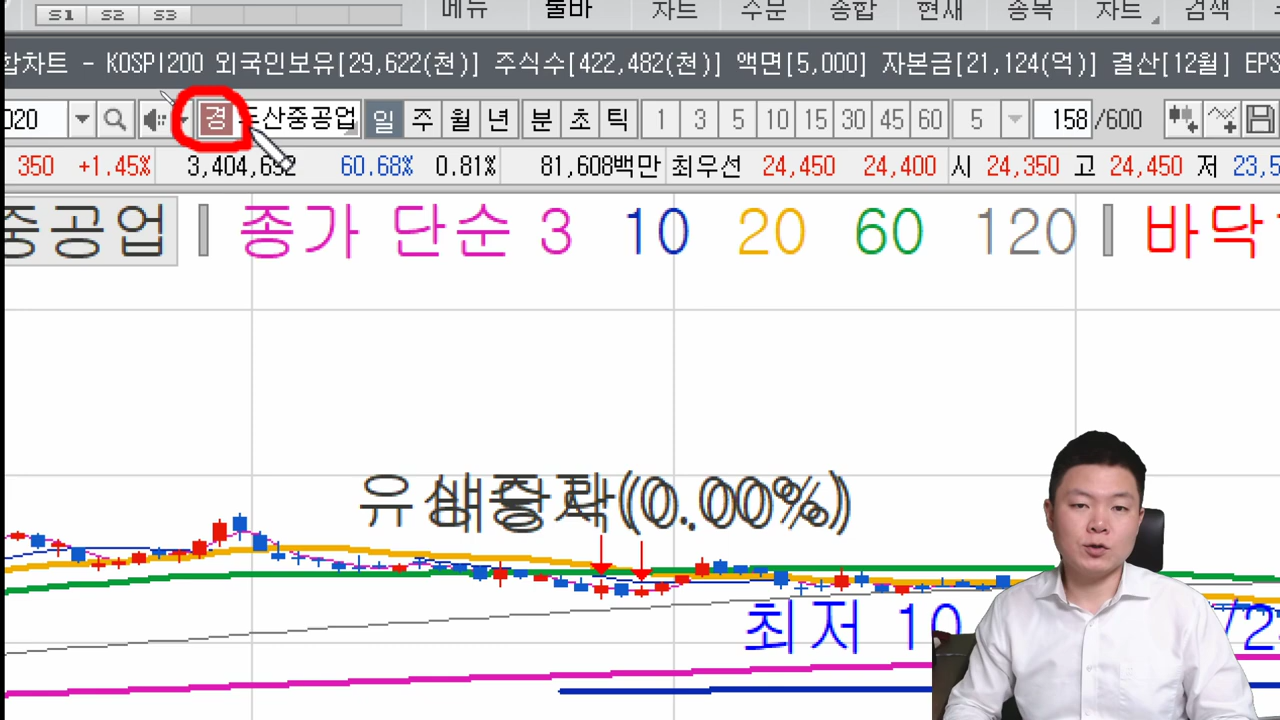 S1 S2 S3
메뉴 툴바 차트 주문 종합 현재 종목 차트 검색
합차트 - KOSPI200 외국인보유[29,622(천)] 주식수[422,482(천)] 액면[5,000] 자본금[21,124(억)] 결산[12월] EPS
020 경 두산중공업 일 주 월 년 분 초 틱 1 3 5 10 15 30 45 60 5 158 /600
350 +1.45% 3,404,692 60.68% 0.81% 81,608백만 최우선 24,450 24,400 시 24,350 고 24,450 저 23,5
중공업 종가 단순 3 10 20 60 120 바닥
(0.00%)
최저 10